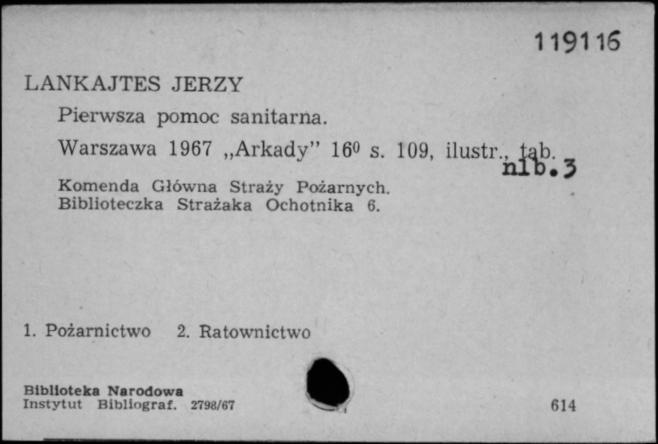 119116
LANKAJTES JERZY
Pierwsza pomoc sanitarna.
Warszawa 1967 „Arkady” 16⁰ s. 109, ilustr., tab.
nlb. 3
Komenda Główna Straży Pożarnych.
Biblioteczka Strażaka Ochotnika 6.
1. Pożarnictwo 2. Ratownictwo
Biblioteka Narodowa
Instytut Bibliograf. 2798/67 614